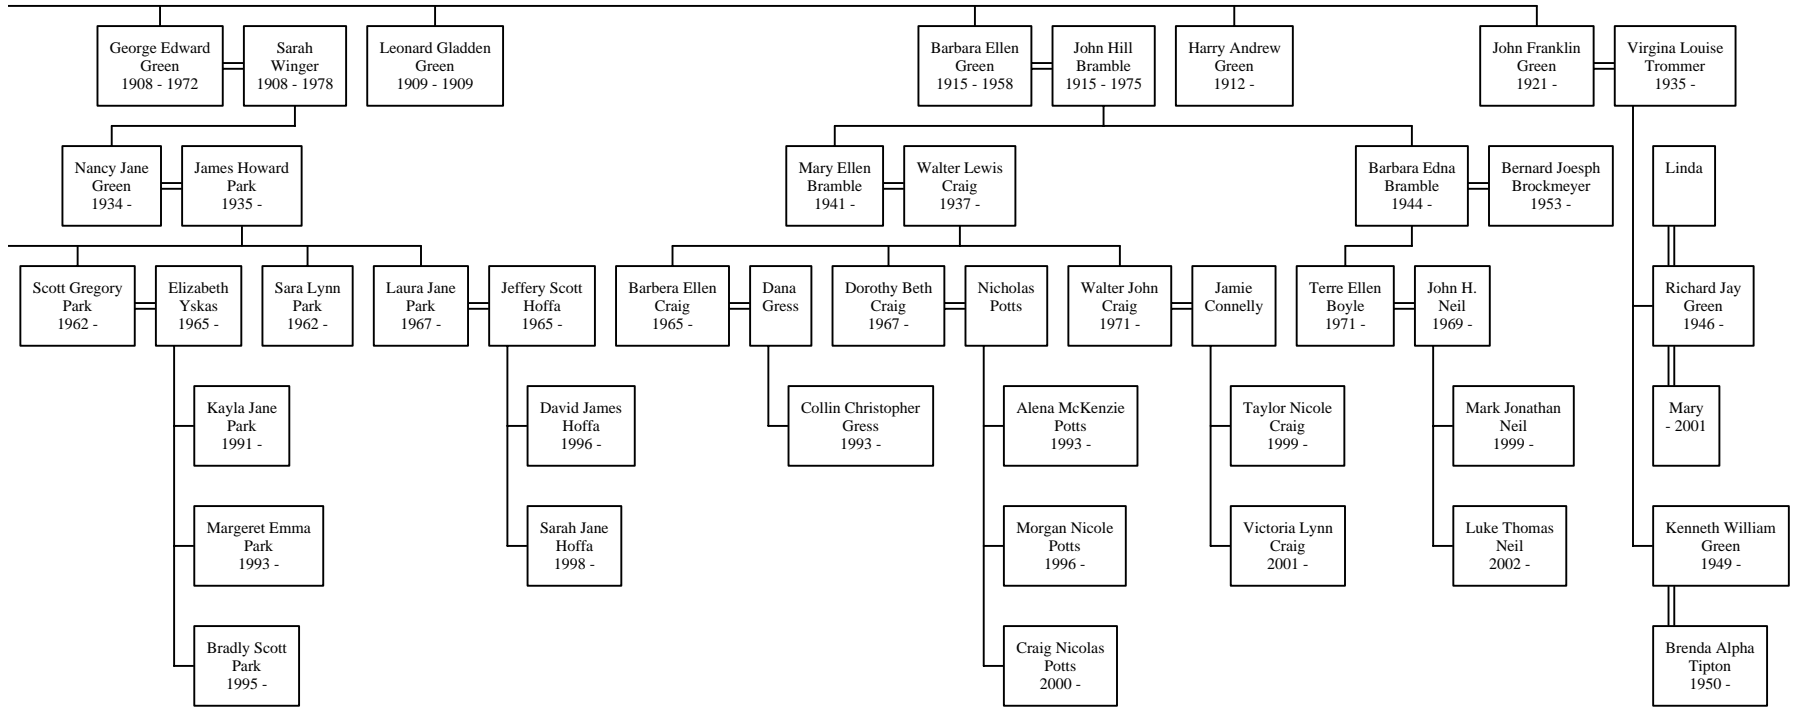 George Edward
Green
1908 - 1972
Sarah
Winger
1908 - 1978
Leonard Gladden
Green
1909 - 1909
Barbara Ellen
Green
1915 - 1958
John Hill
Bramble
1915 - 1975
Harry Andrew
Green
1912 -
John Franklin
Green
1921 -
Virgina Louise
Trommer
1935 -
Nancy Jane
Green
1934 -
James Howard
Park
1935 -
Mary Ellen
Bramble
1941 -
Walter Lewis
Craig
1937 -
Barbara Edna
Bramble
1944 -
Bernard Joesph
Brockmeyer
1953 -
Linda
Scott Gregory
Park
1962 -
Elizabeth
Yskas
1965 -
Sara Lynn
Park
1962 -
Laura Jane
Park
1967 -
Jeffery Scott
Hoffa
1965 -
Barbera Ellen
Craig
1965 -
Dana
Gress
Dorothy Beth
Craig
1967 -
Nicholas
Potts
Walter John
Craig
1971 -
Jamie
Connelly
Terre Ellen
Boyle
1971 -
John H.
Neil
1969 -
Richard Jay
Green
1946 -
Kayla Jane
Park
1991 -
David James
Hoffa
1996 -
Collin Christopher
Gress
1993 -
Alena McKenzie
Potts
1993 -
Taylor Nicole
Craig
1999 -
Mark Jonathan
Neil
1999 -
Mary
- 2001
Margeret Emma
Park
1993 -
Sarah Jane
Hoffa
1998 -
Morgan Nicole
Potts
1996 -
Victoria Lynn
Craig
2001 -
Luke Thomas
Neil
2002 -
Kenneth William
Green
1949 -
Bradly Scott
Park
1995 -
Craig Nicolas
Potts
2000 -
Brenda Alpha
Tipton
1950 -